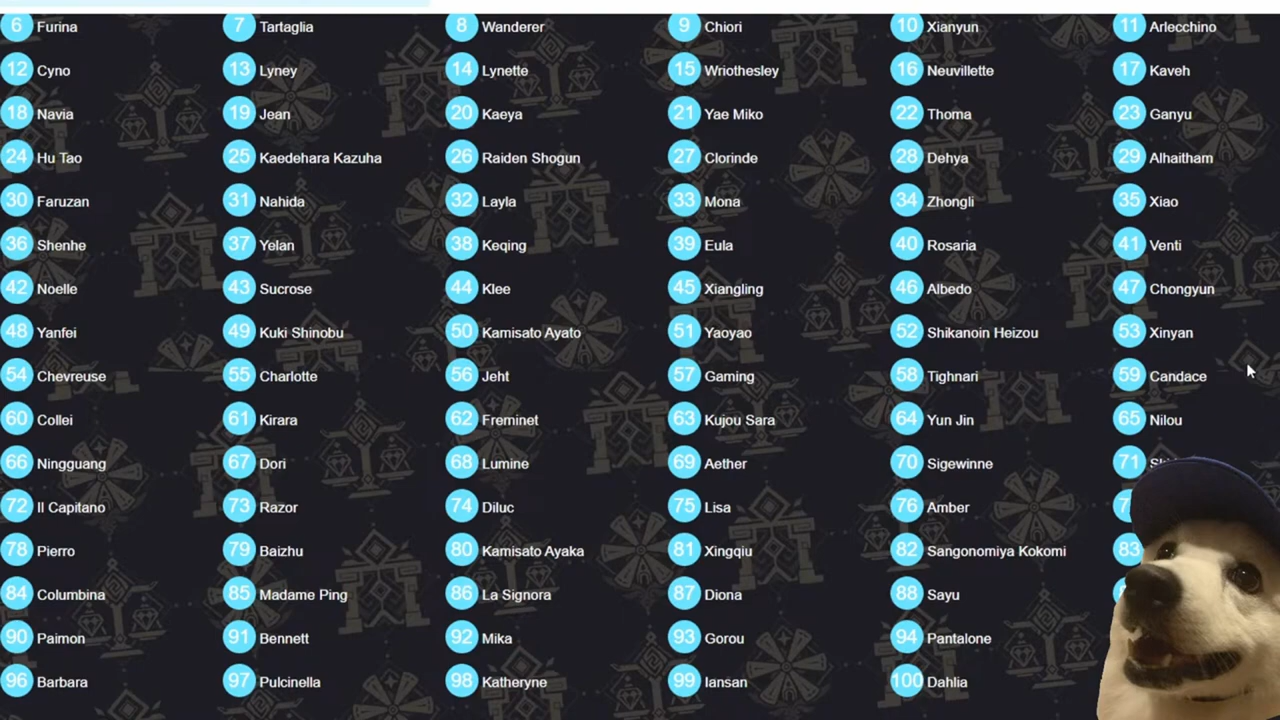 6 Furina 7 Tartaglia 8 Wanderer 9 Chiori 10 Xianyun 11 Arlecchino
12 Cyno 13 Lyney 14 Lynette 15 Wriothesley 16 Neuvillette 17 Kaveh
18 Navia 19 Jean 20 Kaeya 21 Yae Miko 22 Thoma 23 Ganyu
24 Hu Tao 25 Kaedehara Kazuha 26 Raiden Shogun 27 Clorinde 28 Dehya 29 Alhaitham
30 Faruzan 31 Nahida 32 Layla 33 Mona 34 Zhongli 35 Xiao
36 Shenhe 37 Yelan 38 Keqing 39 Eula 40 Rosaria 41 Venti
42 Noelle 43 Sucrose 44 Klee 45 Xiangling 46 Albedo 47 Chongyun
48 Yanfei 49 Kuki Shinobu 50 Kamisato Ayato 51 Yaoyao 52 Shikanoin Heizou 53 Xinyan
54 Chevreuse 55 Charlotte 56 Jeht 57 Gaming 58 Tighnari 59 Candace
60 Collei 61 Kirara 62 Freminet 63 Kujou Sara 64 Yun Jin 65 Nilou
66 Ningguang 67 Dori 68 Lumine 69 Aether 70 Sigewinne 71
72 Il Capitano 73 Razor 74 Diluc 75 Lisa 76 Amber
78 Pierro 79 Baizhu 80 Kamisato Ayaka 81 Xingqiu 82 Sangonomiya Kokomi 83
84 Columbina 85 Madame Ping 86 La Signora 87 Diona 88 Sayu
90 Paimon 91 Bennett 92 Mika 93 Gorou 94 Pantalone
96 Barbara 97 Pulcinella 98 Katheryne 99 Iansan 100 Dahlia